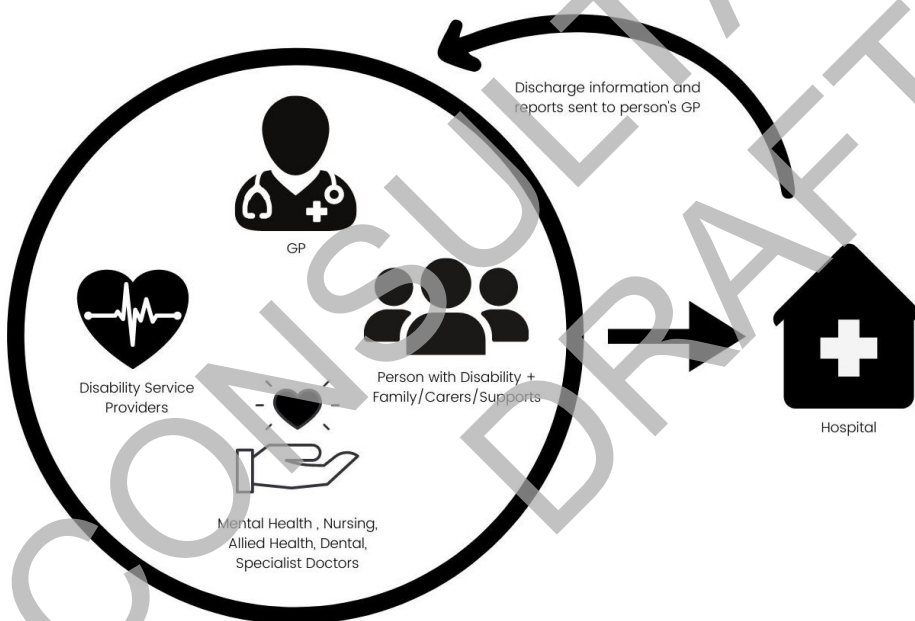 Discharge information and
reports sent to person's GP
GP
Disability Service
Providers
Person with Disability +
Family/Carers/Supports
Mental Health , Nursing,
Allied Health, Dental,
Specialist Doctors
Hospital
CONSULTA
DRAFT